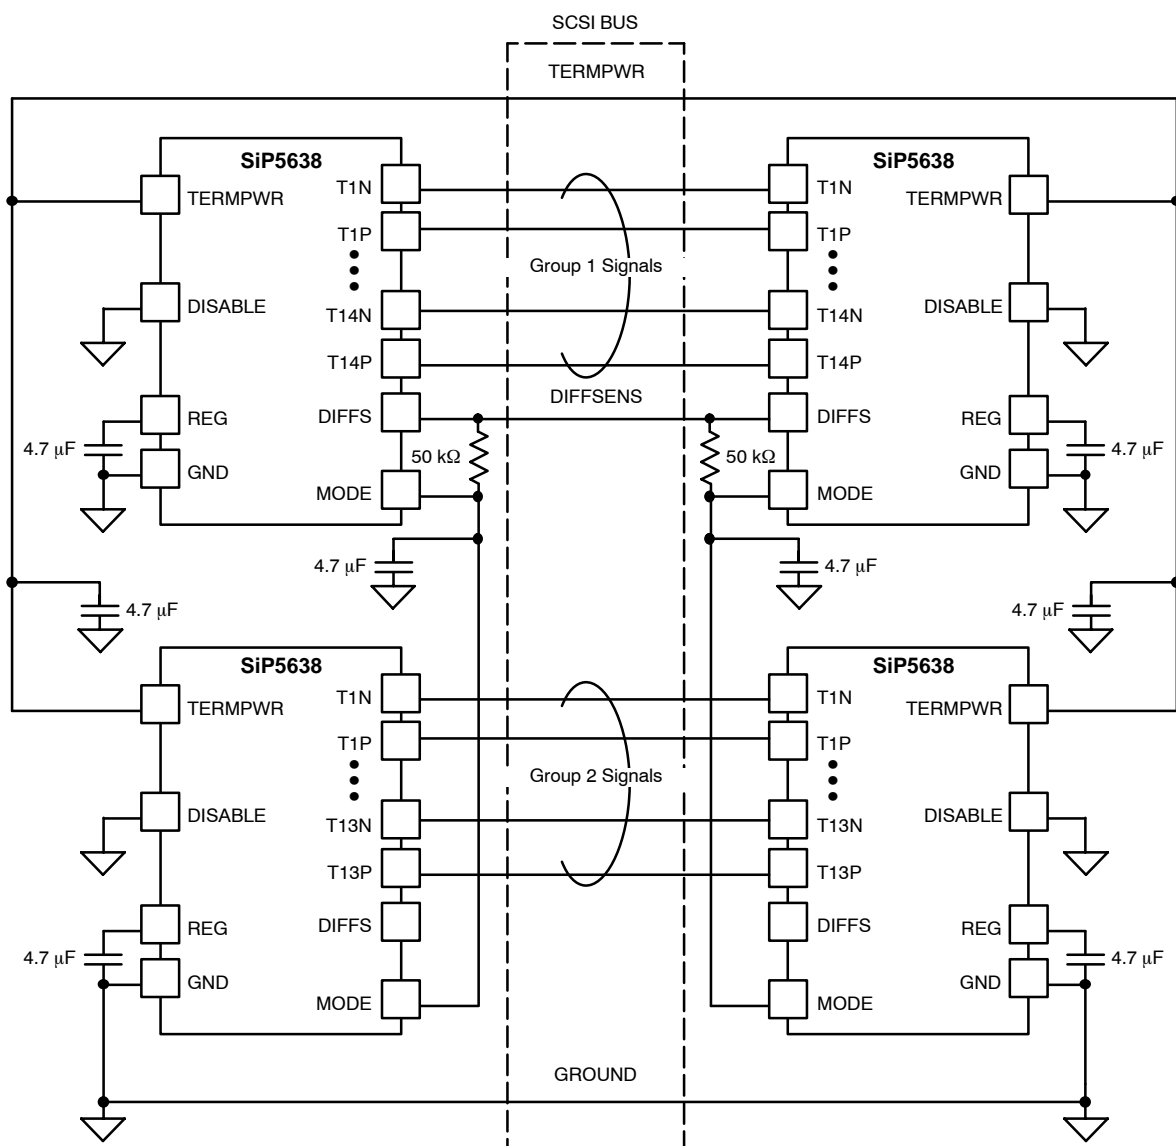 SCSI BUS
TERMPWR
SiP5638
TERMPWR
DISABLE
REG
GND
T1N
T1P
T14N
T14P
DIFFS
MODE
4.7 μF
Group 1 Signals
DIFFSENS
50 kΩ
50 kΩ
SiP5638
T1N
T1P
T14N
T14P
DIFFS
MODE
TERMPWR
DISABLE
REG
GND
4.7 μF
4.7 μF
4.7 μF
4.7 μF
4.7 μF
SiP5638
TERMPWR
DISABLE
REG
GND
T1N
T1P
T13N
T13P
DIFFS
MODE
4.7 μF
Group 2 Signals
SiP5638
T1N
T1P
T13N
T13P
DIFFS
MODE
TERMPWR
DISABLE
REG
GND
4.7 μF
GROUND